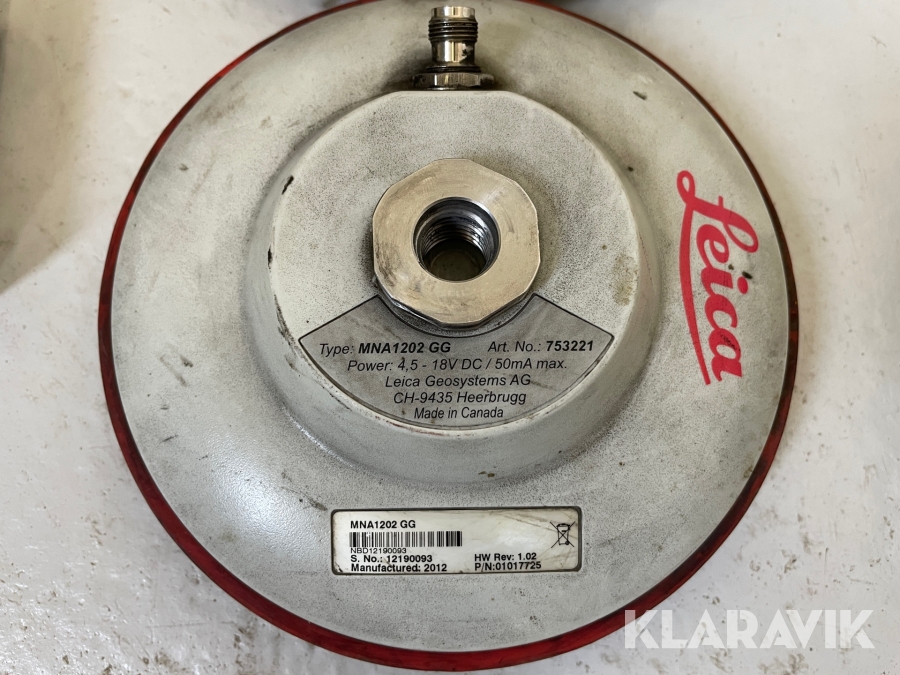 Leica
Type: MNA1202 GG Art. No.: 753221
Power: 4,5 - 18V DC / 50mA max.
Leica Geosystems AG
CH-9435 Heerbrugg
Made in Canada
MNA1202 GG
NBD12190093
S. No.: 12190093 HW Rev: 1.02
Manufactured: 2012 P/N:01017725
KLARAVIK